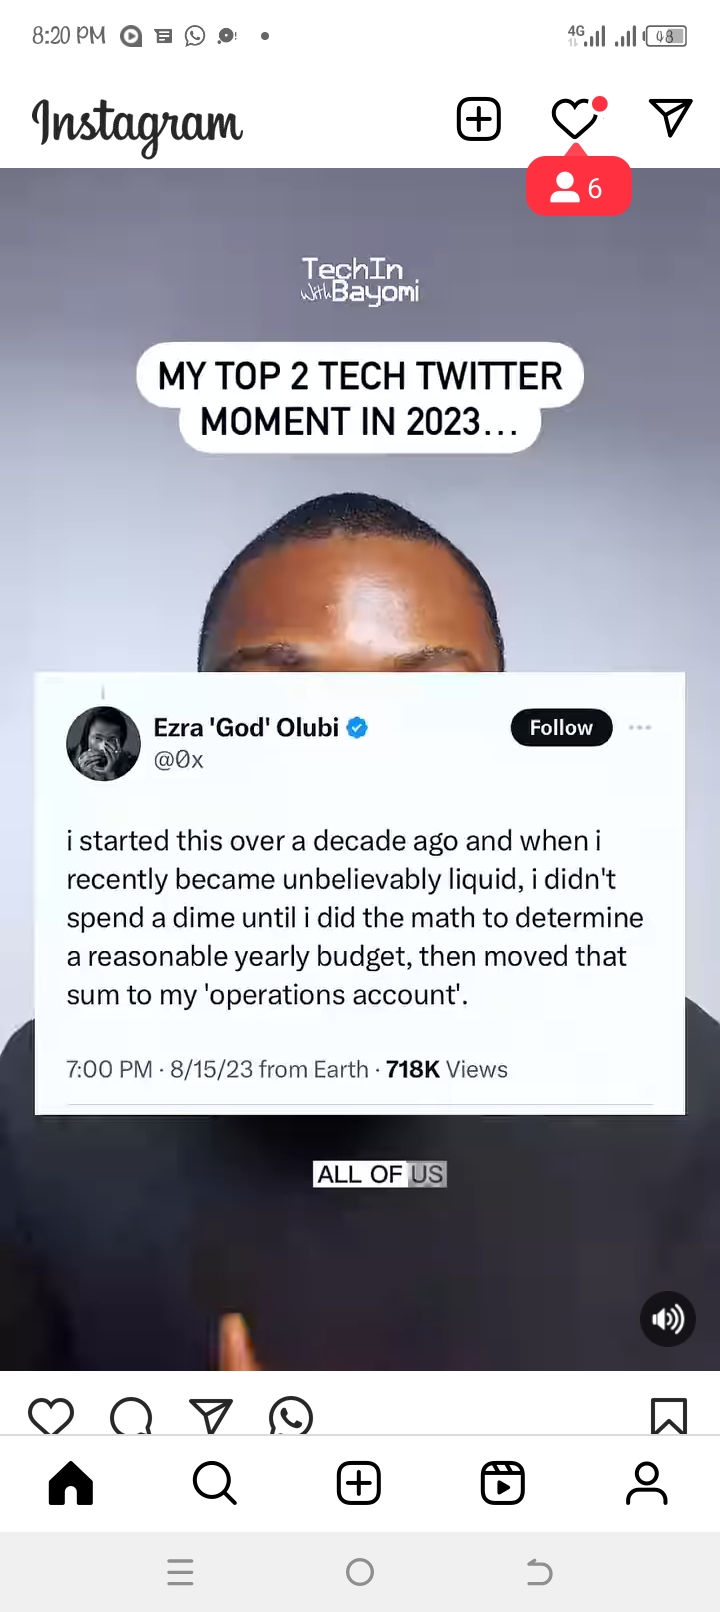 8:20 PM
4G
48
Instagram
6
TechIn
with Bayomi
MY TOP 2 TECH TWITTER
MOMENT IN 2023...
Ezra 'God' Olubi
Follow
@0x
i started this over a decade ago and when i
recently became unbelievably liquid, i didn't
spend a dime until i did the math to determine
a reasonable yearly budget, then moved that
sum to my 'operations account'.
7:00 PM · 8/15/23 from Earth · 718K Views
ALL OF US